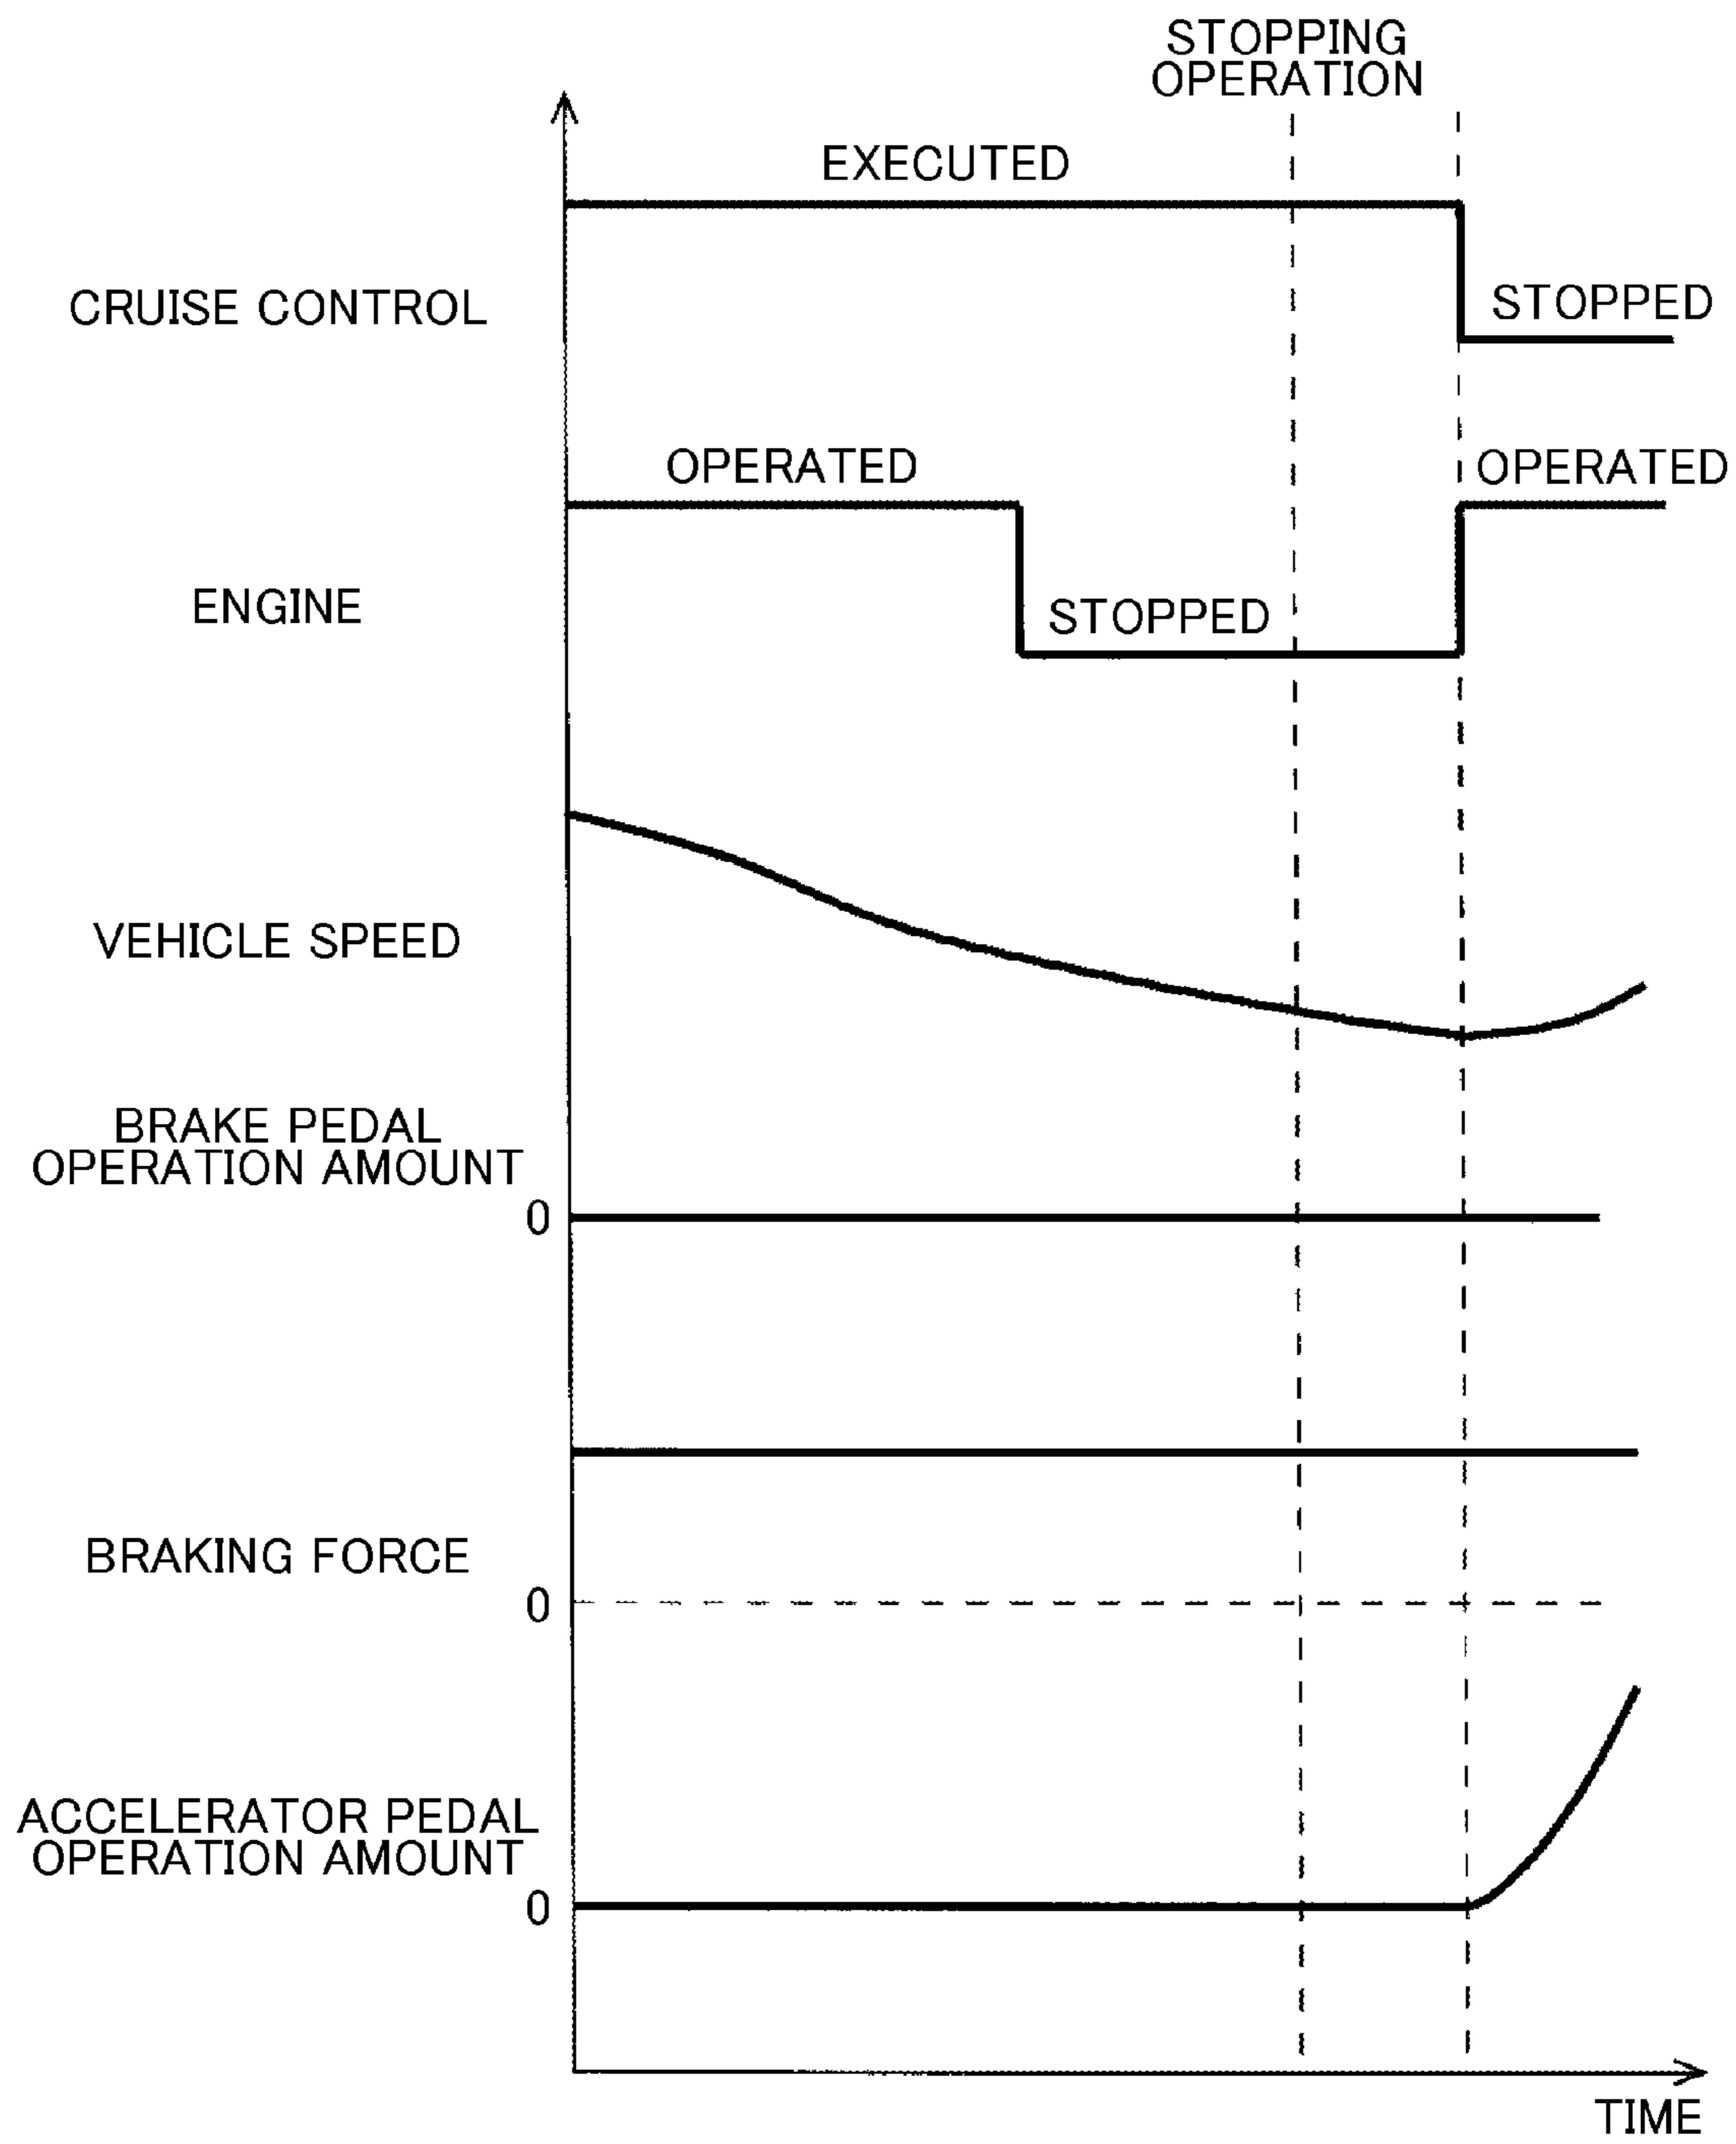 STOPPING
OPERATION
EXECUTED
CRUISE CONTROL
STOPPED
OPERATED
OPERATED
ENGINE
STOPPED
VEHICLE SPEED
BRAKE PEDAL
OPERATION AMOUNT
0
BRAKING FORCE
0
ACCELERATOR PEDAL
OPERATION AMOUNT
0
TIME